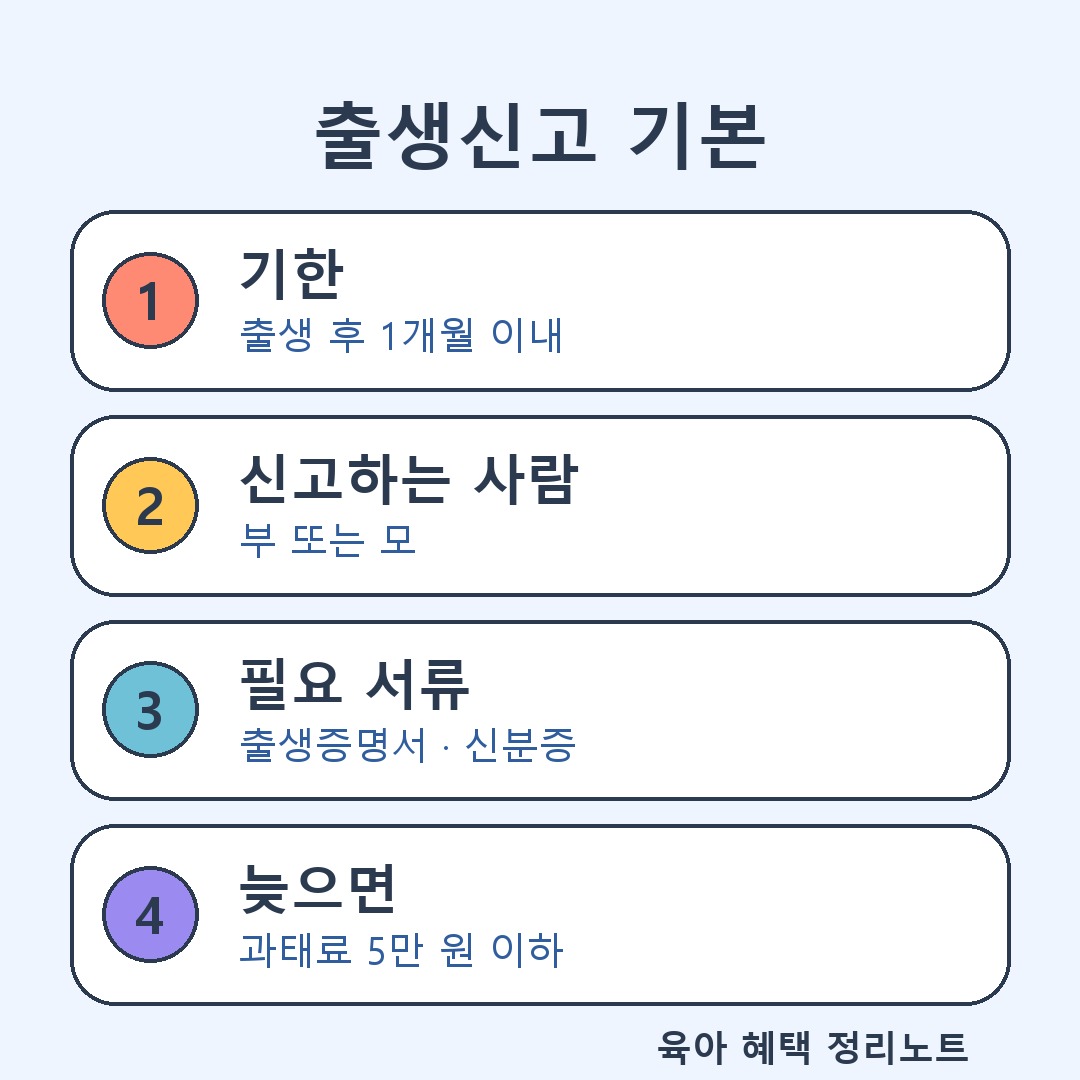 출생신고 기본
1
기한
출생 후 1개월 이내
2
신고하는 사람
부 또는 모
3
필요 서류
출생증명서 · 신분증
4
늦으면
과태료 5만 원 이하
육아 혜택 정리노트